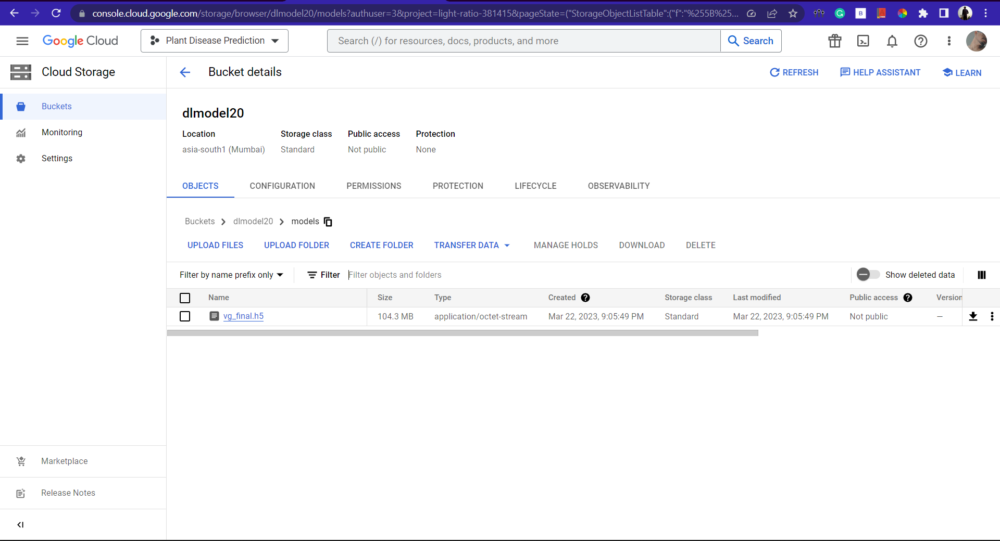 console.cloud.google.com/storage/browser/dlmodel20/models?authuser=3&project=light-ratio-381415&pageState=("StorageObjectListTable":("f":"%255B%25...
B
Google Cloud
Plant Disease Prediction
Search (/) for resources, docs, products, and more
Search
Cloud Storage
Bucket details
REFRESH
HELP ASSISTANT
LEARN
Buckets
Monitoring
Settings
dlmodel20
Location Storage class Public access Protection
asia-south1 (Mumbai) Standard Not public None
OBJECTS CONFIGURATION PERMISSIONS PROTECTION LIFECYCLE OBSERVABILITY
Buckets > dlmodel20 > models
UPLOAD FILES UPLOAD FOLDER CREATE FOLDER TRANSFER DATA MANAGE HOLDS DOWNLOAD DELETE
Filter by name prefix only Filter Filter objects and folders Show deleted data
Name Size Type Created Storage class Last modified Public access Version
vg_final.h5 104.3 MB application/octet-stream Mar 22, 2023, 9:05:49 PM Standard Mar 22, 2023, 9:05:49 PM Not public —
Marketplace
Release Notes